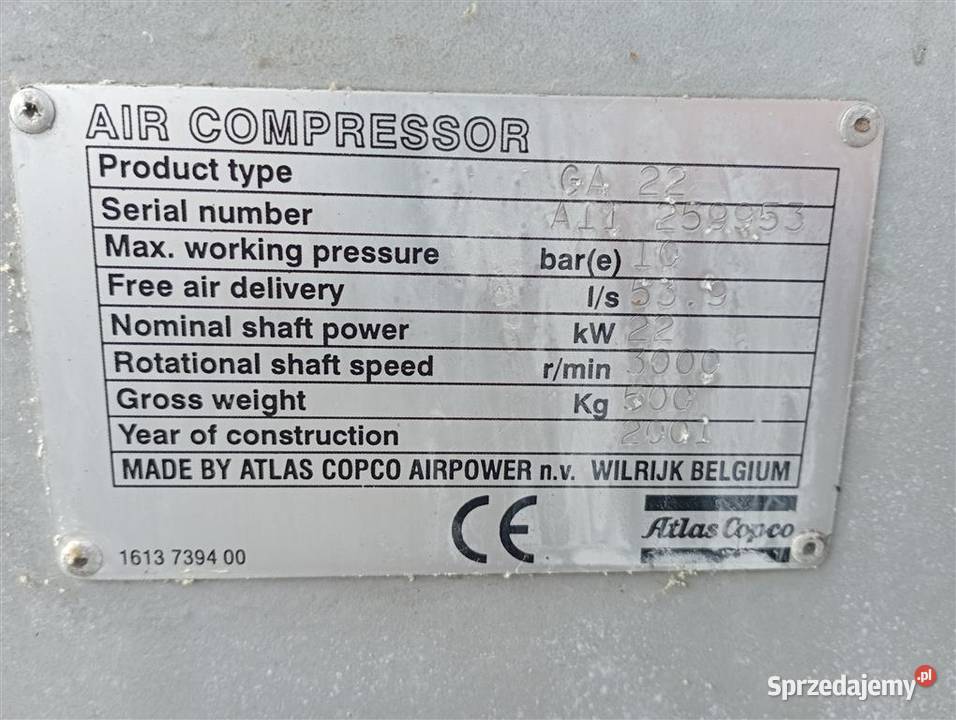 AIR COMPRESSOR
Product type GA 22
Serial number AII 259953
Max. working pressure bar(e) 10
Free air delivery l/s 53.9
Nominal shaft power kW 22
Rotational shaft speed r/min 3000
Gross weight Kg 500
Year of construction 2001
MADE BY ATLAS COPCO AIRPOWER n.v. WILRIJK BELGIUM
CE
Atlas Copco
1613 7394 00
Sprzedajemy.pl